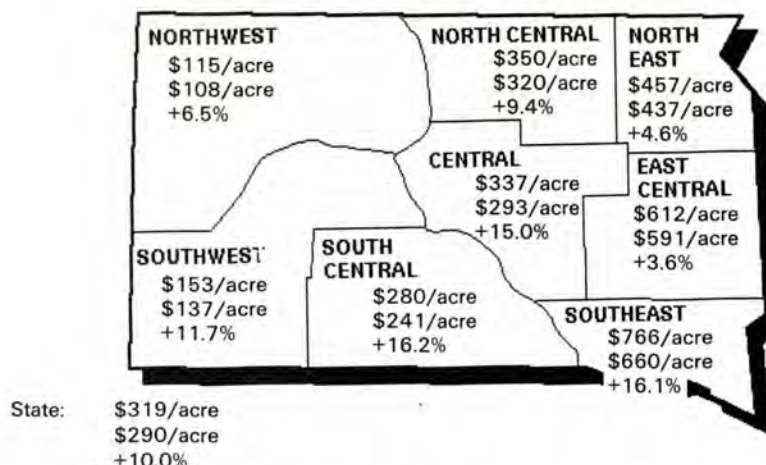 NORTHWEST
$115/acre
$108/acre
+6.5%
NORTH CENTRAL
$350/acre
$320/acre
+9.4%
NORTH
EAST
$457/acre
$437/acre
+4.6%
CENTRAL
$337/acre
$293/acre
+15.0%
EAST
CENTRAL
$612/acre
$591/acre
+3.6%
SOUTHWEST
$153/acre
$137/acre
+11.7%
SOUTH
CENTRAL
$280/acre
$241/acre
+16.2%
SOUTHEAST
$766/acre
$660/acre
+16.1%
State:
$319/acre
$290/acre
+10.0%